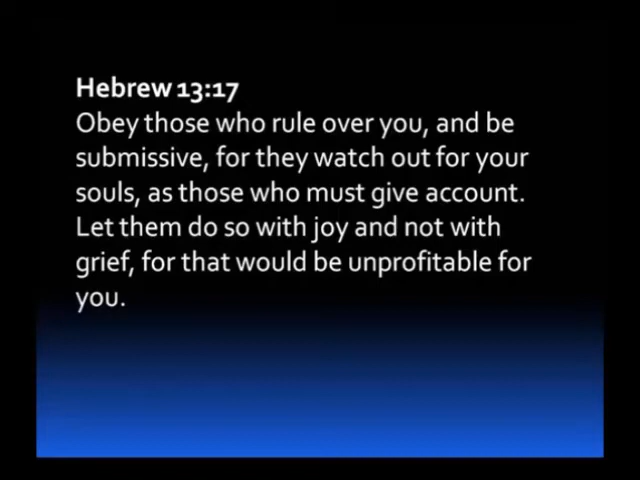 Hebrew 13:17
Obey those who rule over you, and be
submissive, for they watch out for your
souls, as those who must give account.
Let them do so with joy and not with
grief, for that would be unprofitable for
you.